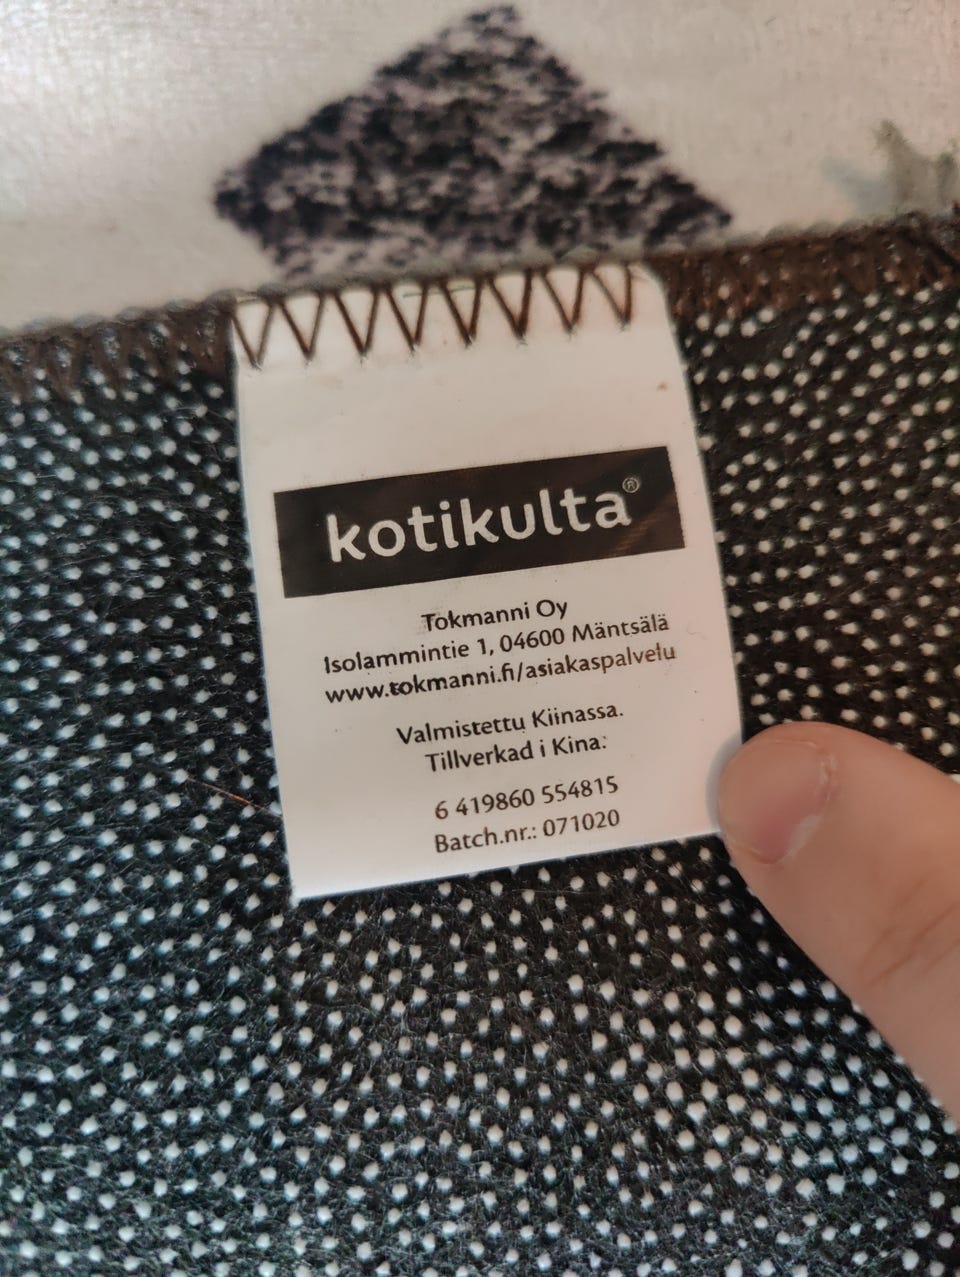 kotikulta®
Tokmanni Oy
Isolammintie 1, 04600 Mäntsälä
www.tokmanni.fi/asiakaspalvelu
Valmistettu Kiinassa.
Tillverkad i Kina.
6 419860 554815
Batch.nr.: 071020